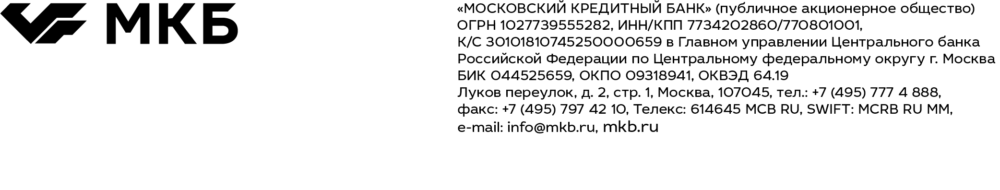 МКБ
«МОСКОВСКИЙ КРЕДИТНЫЙ БАНК» (публичное акционерное общество)
ОГРН 1027739555282, ИНН/КПП 7734202860/770801001,
К/С 30101810745250000659 в Главном управлении Центрального банка
Российской Федерации по Центральному федеральному округу г. Москва
БИК 044525659, ОКПО 09318941, ОКВЭД 64.19
Луков переулок, д. 2, стр. 1, Москва, 107045, тел.: +7 (495) 777 4 888,
факс: +7 (495) 797 42 10, Телекс: 614645 MCB RU, SWIFT: MCRB RU MM,
e-mail: info@mkb.ru, mkb.ru